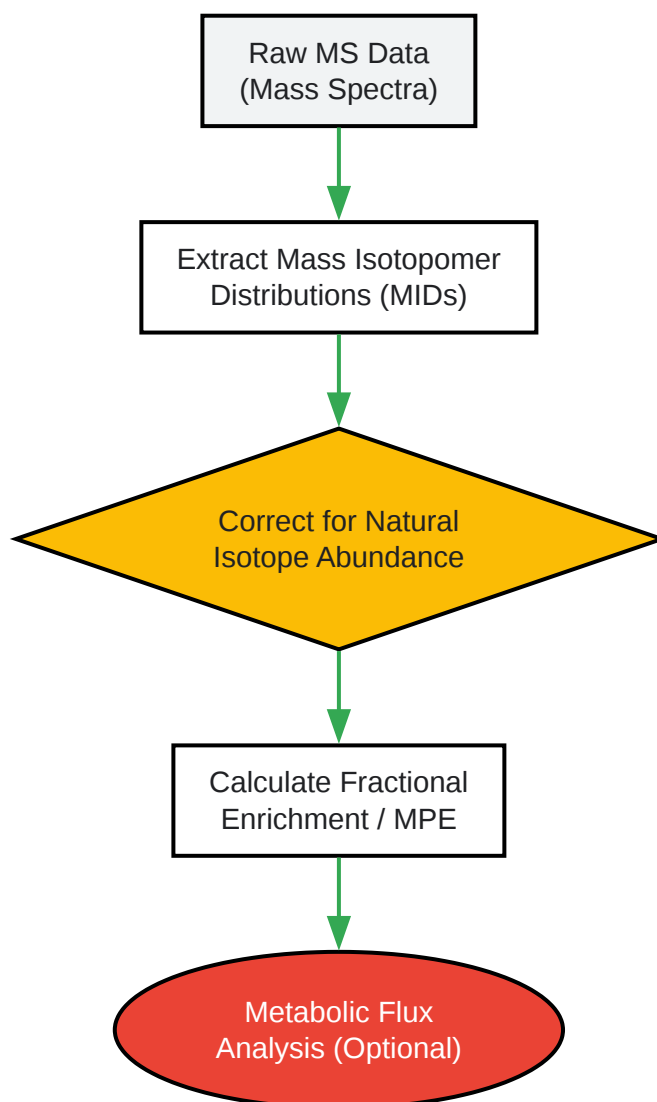 Raw MS Data
(Mass Spectra)
Extract Mass Isotopomer
Distributions (MIDs)
Correct for Natural
Isotope Abundance
Calculate Fractional
Enrichment / MPE
Metabolic Flux
Analysis (Optional)